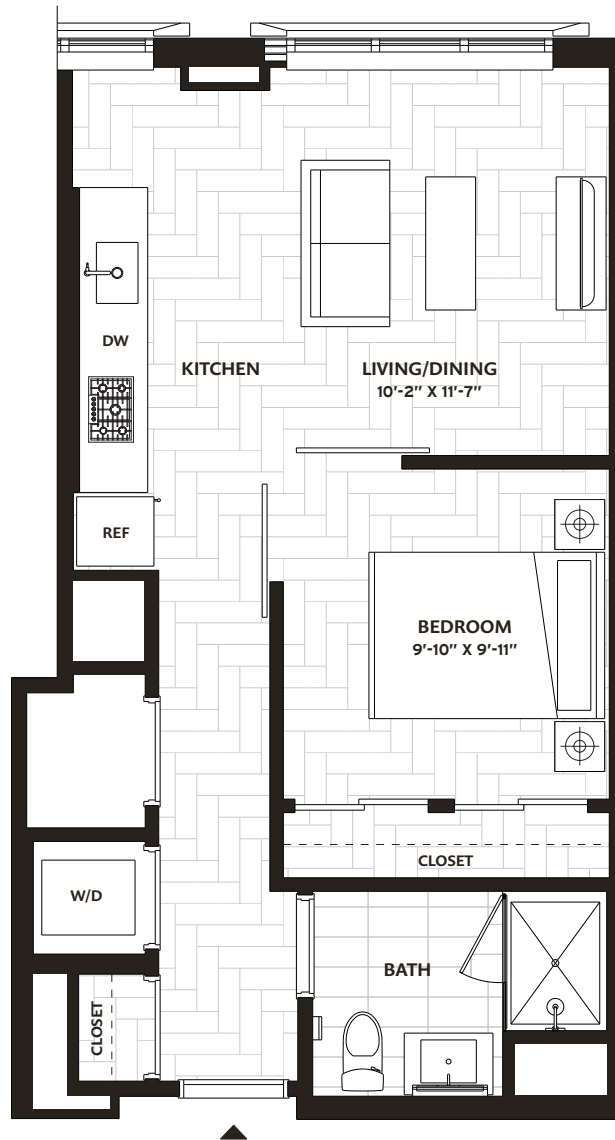 DW
KITCHEN
LIVING/DINING
10'-2" X 11'-7"
REF
BEDROOM
9'-10" X 9'-11"
CLOSET
W/D
BATH
CLOSET